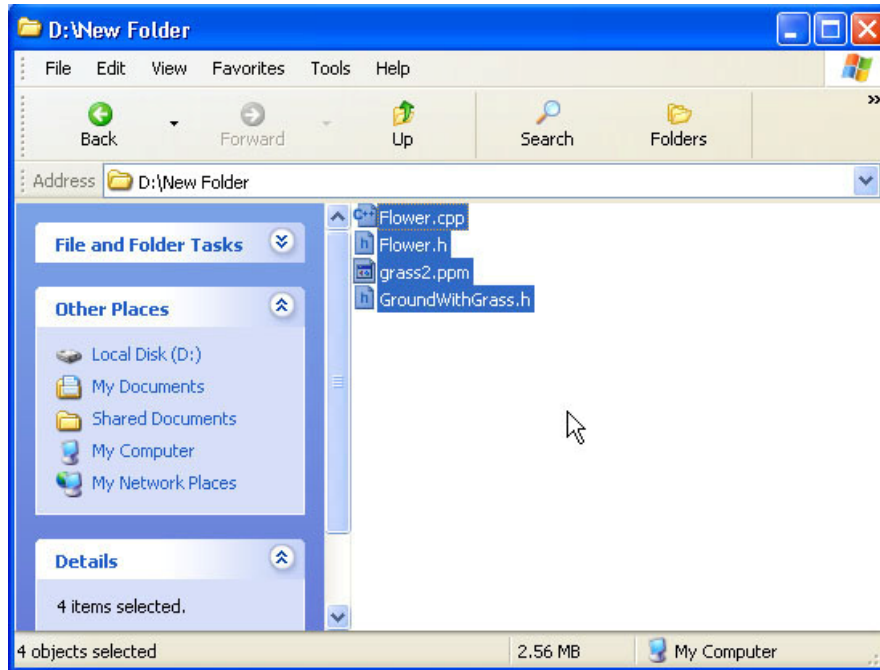 D:\New Folder
File Edit View Favorites Tools Help
Back Forward Up Search Folders »
Address D:\New Folder
File and Folder Tasks
Other Places
Local Disk (D:)
My Documents
Shared Documents
My Computer
My Network Places
Details
4 items selected.
C++ Flower.cpp
h Flower.h
grass2.ppm
h GroundWithGrass.h
4 objects selected 2.56 MB My Computer